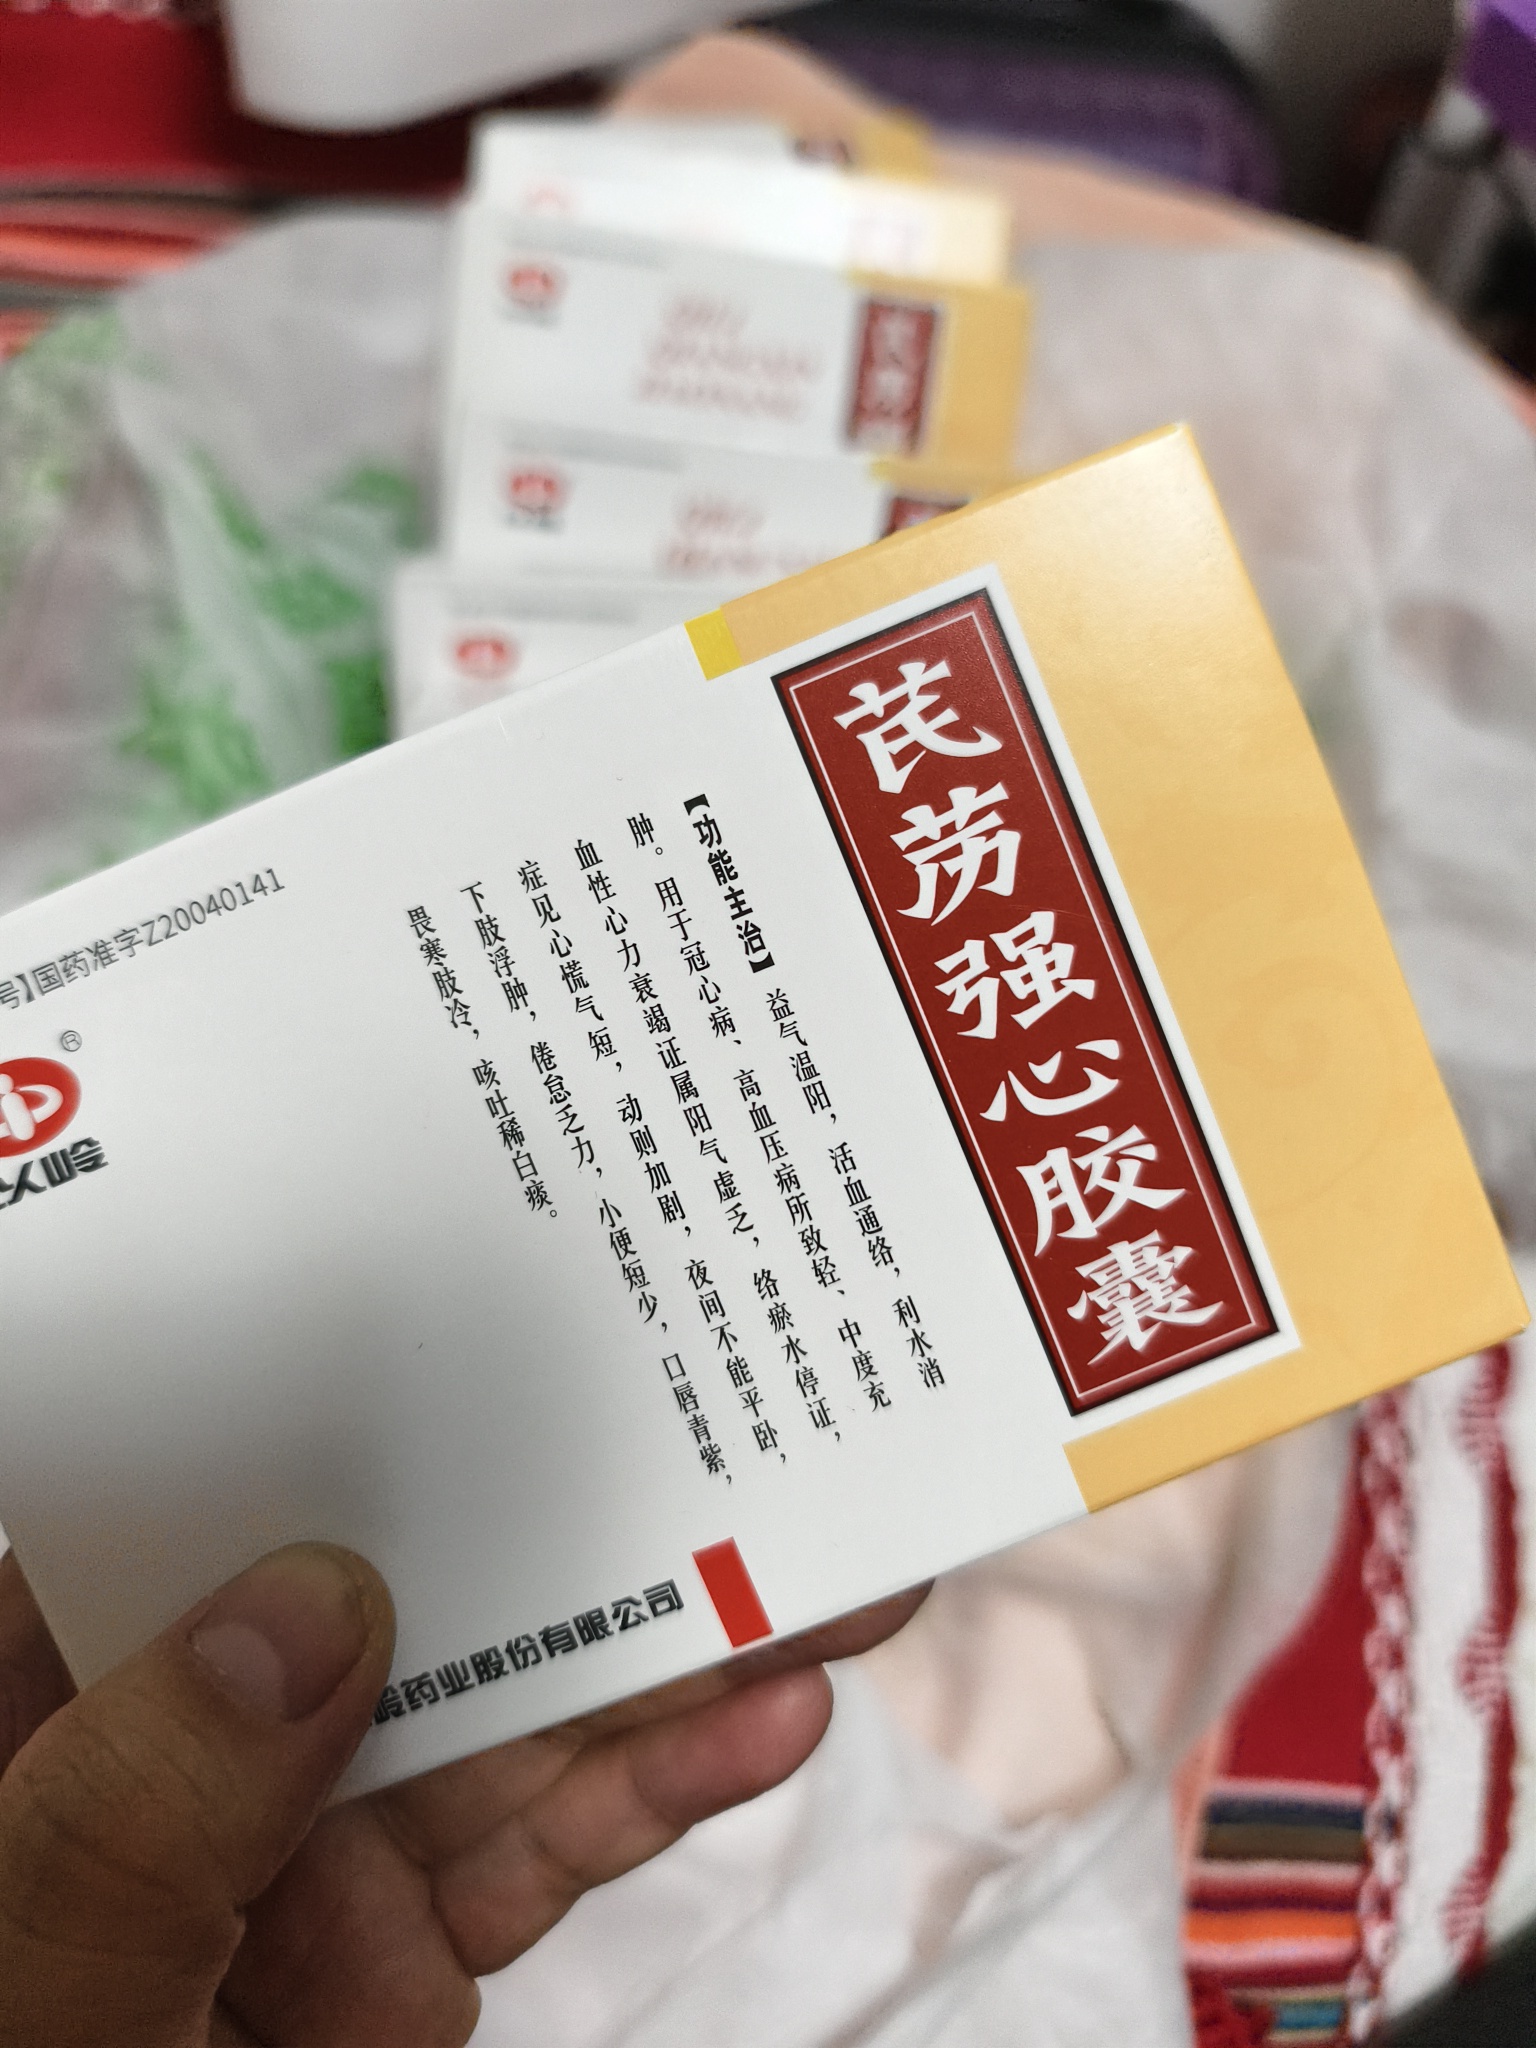 芪苈强心胶囊
【功能主治】益气温阳，活血通络，利水消
肿。用于冠心病、高血压病所致轻、中度充
血性心力衰竭证属阳气虚乏，络瘀水停证，
症见心慌气短，动则加剧，夜间不能平卧，
下肢浮肿，倦怠乏力，小便短少，口唇青紫，
畏寒肢冷，咳吐稀白痰。
号】国药准字Z20040141
®
岭
岭药业股份有限公司